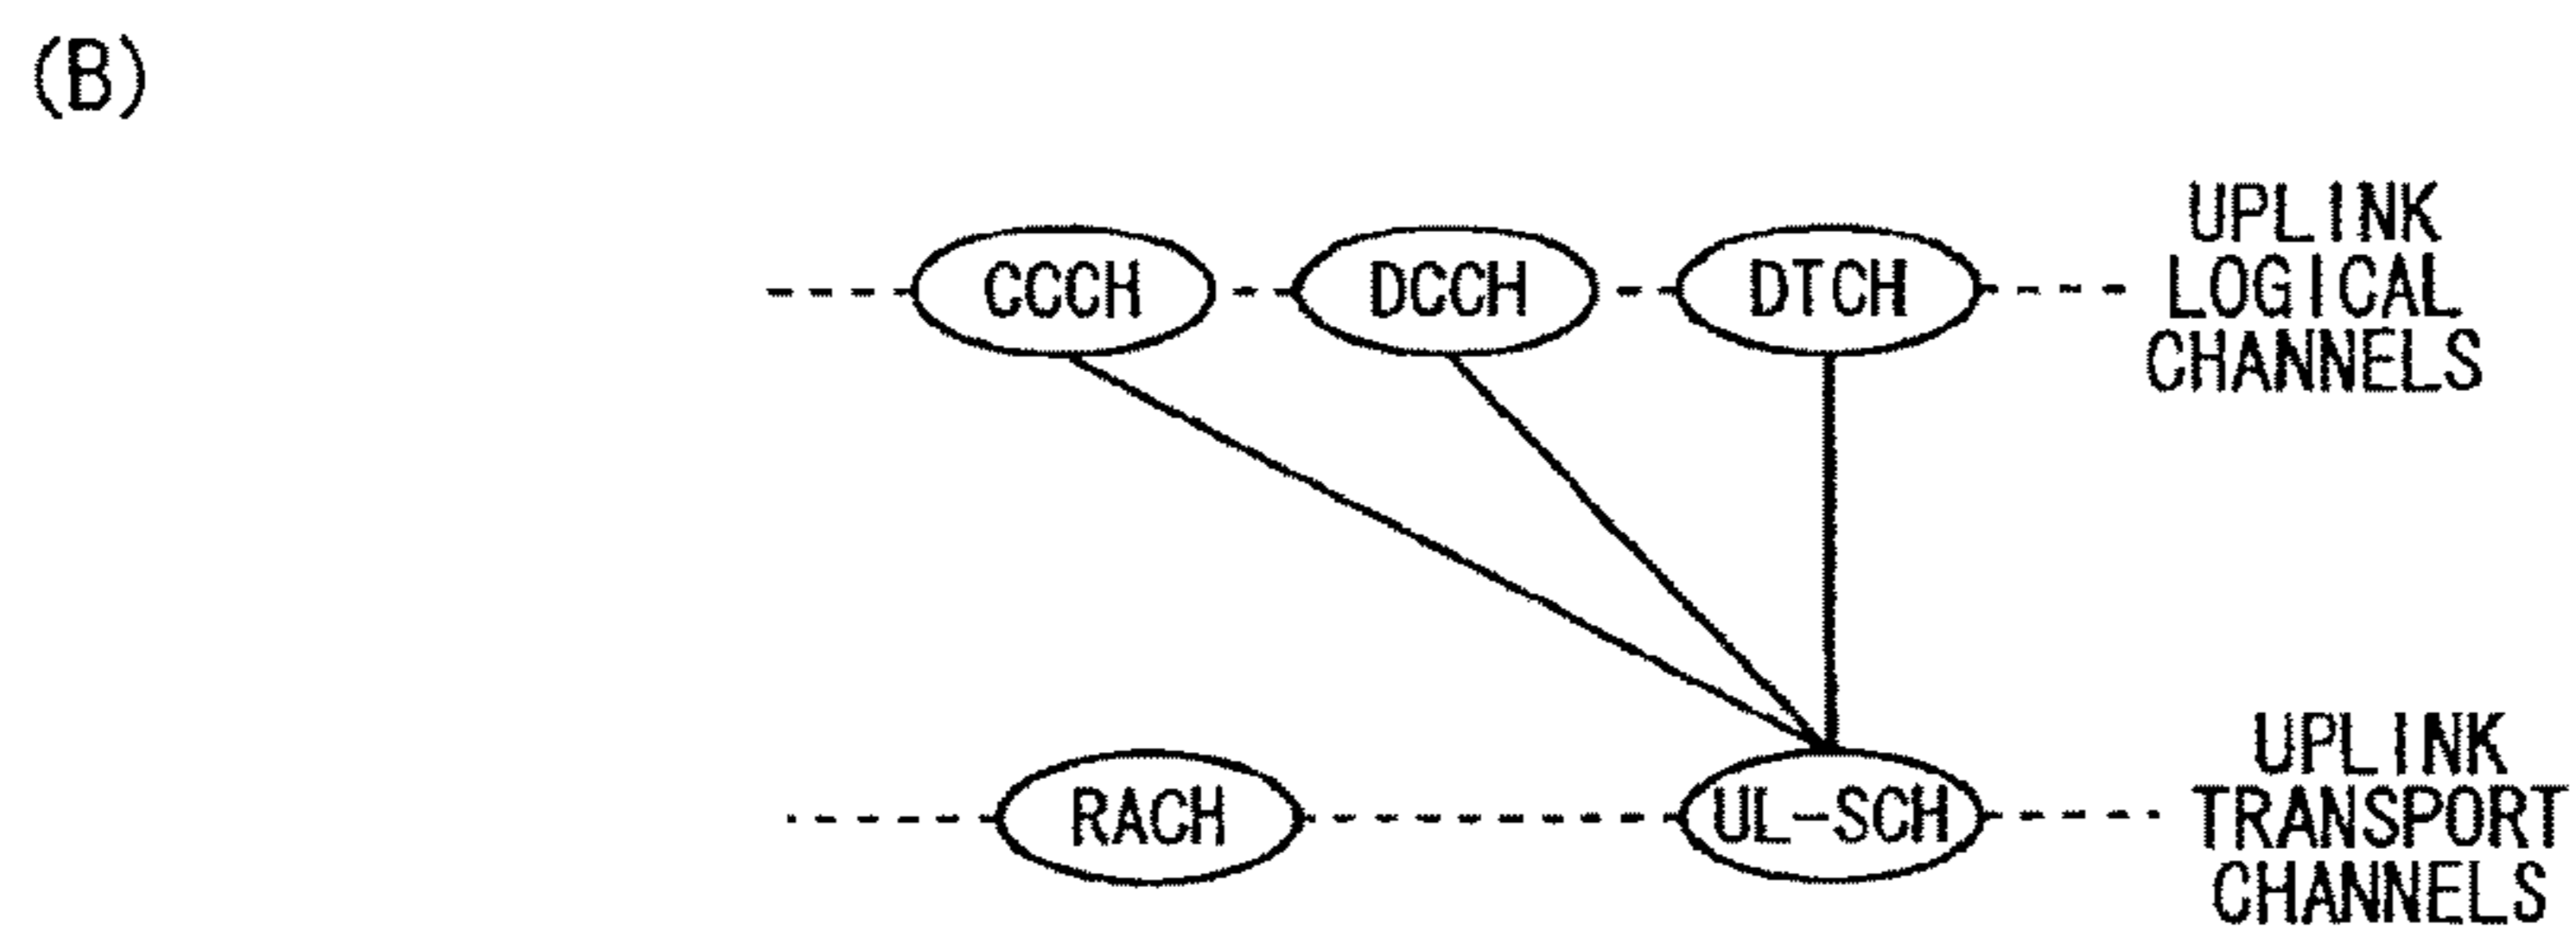 (B)
CCCH DCCH DTCH
UPLINK
LOGICAL
CHANNELS
RACH UL-SCH
UPLINK
TRANSPORT
CHANNELS